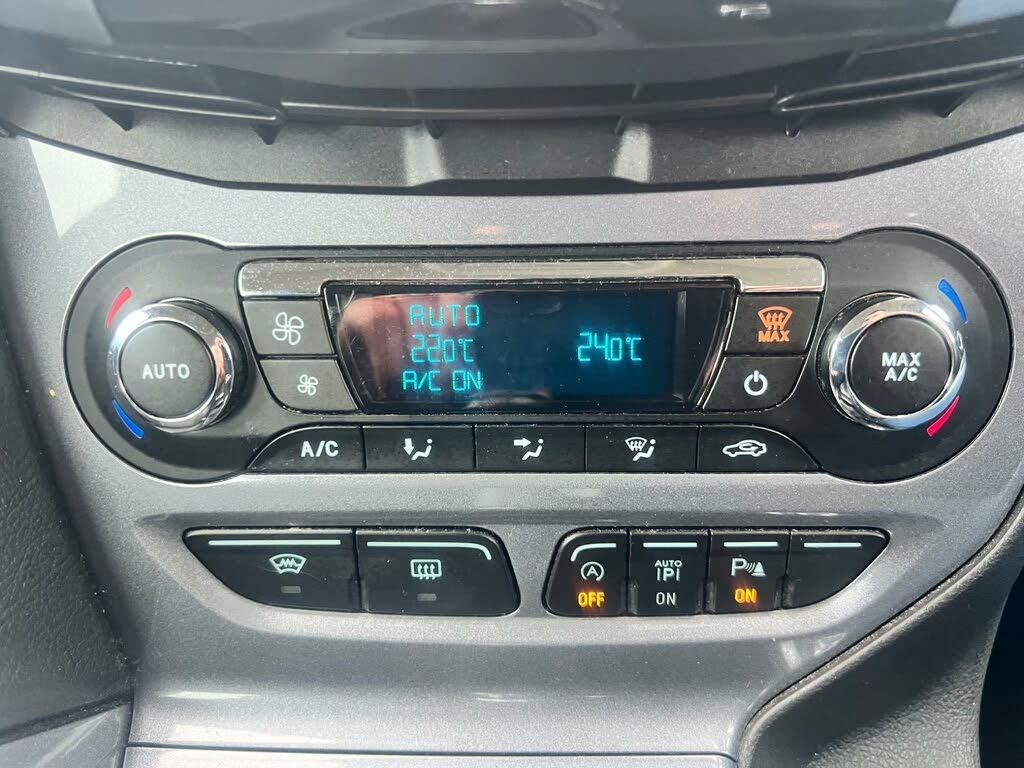 AUTO
AUTO
22.0℃
24.0℃
A/C ON
MAX
MAX
A/C
A/C
A
OFF
AUTO
P
ON
P
ON